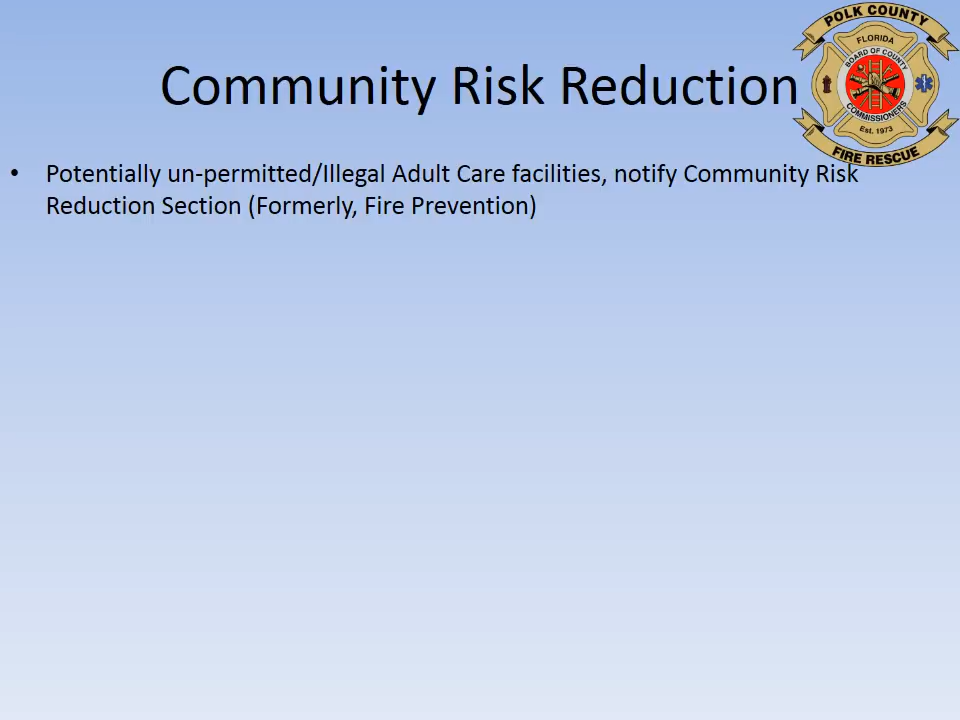 Community Risk Reduction
POLK COUNTY
FLORIDA
BOARD OF COUNTY
COMMISSIONERS
Est. 1973
FIRE RESCUE
• Potentially un-permitted/Illegal Adult Care facilities, notify Community Risk
Reduction Section (Formerly, Fire Prevention)